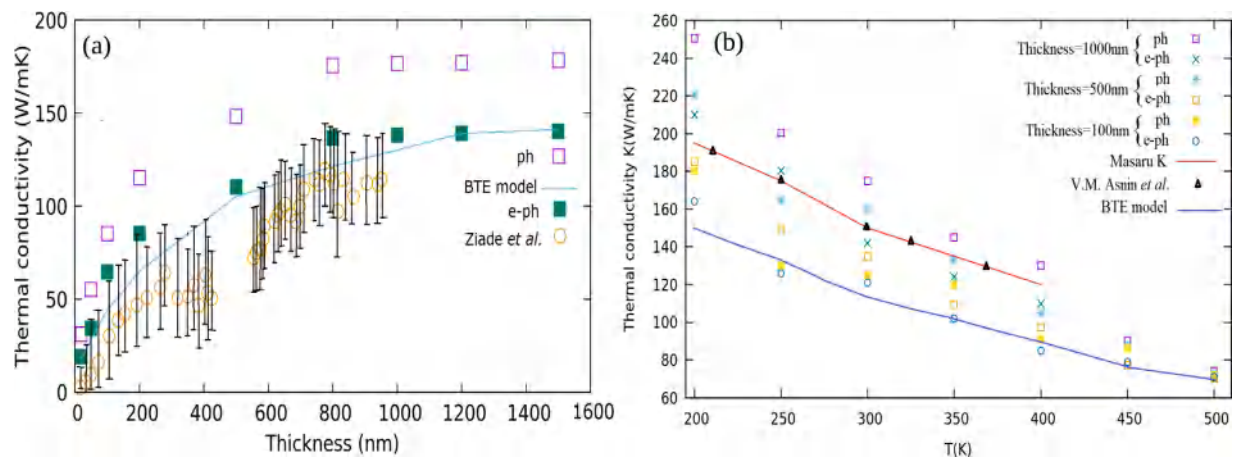 (a)
Thermal conductivity (W/mK)
200
150
100
50
0
0 200 400 600 800 1000 1200 1400 1600
Thickness (nm)
ph
BTE model
e-ph
Ziade et al.
(b)
Thermal conductivity K(W/mK)
260
240
220
200
180
160
140
120
100
80
60
200 250 300 350 400 450 500
T(K)
Thickness=1000nm { ph
e-ph
Thickness=500nm { ph
e-ph
Thickness=100nm { ph
e-ph
Masaru K
V.M. Asnin et al.
BTE model